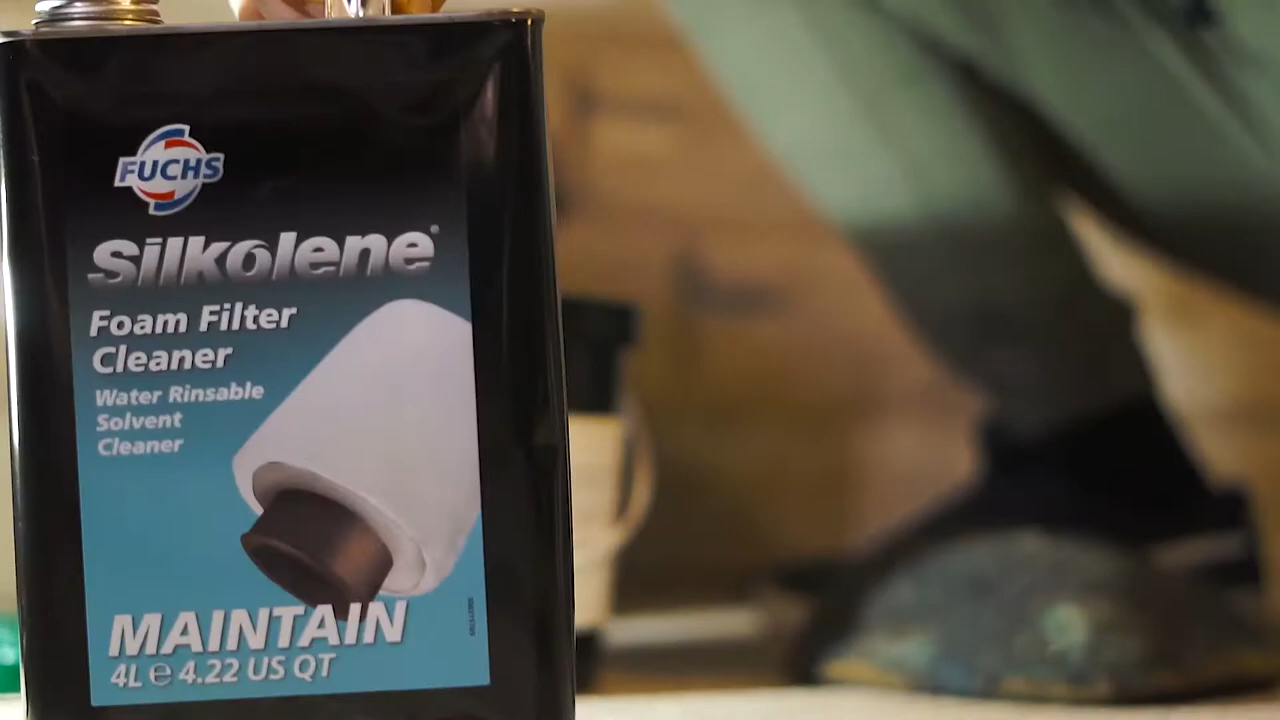 FUCHS
Silkolene®
Foam Filter
Cleaner
Water Rinsable
Solvent
Cleaner
MAINTAIN
4L ℮ 4.22 US QT